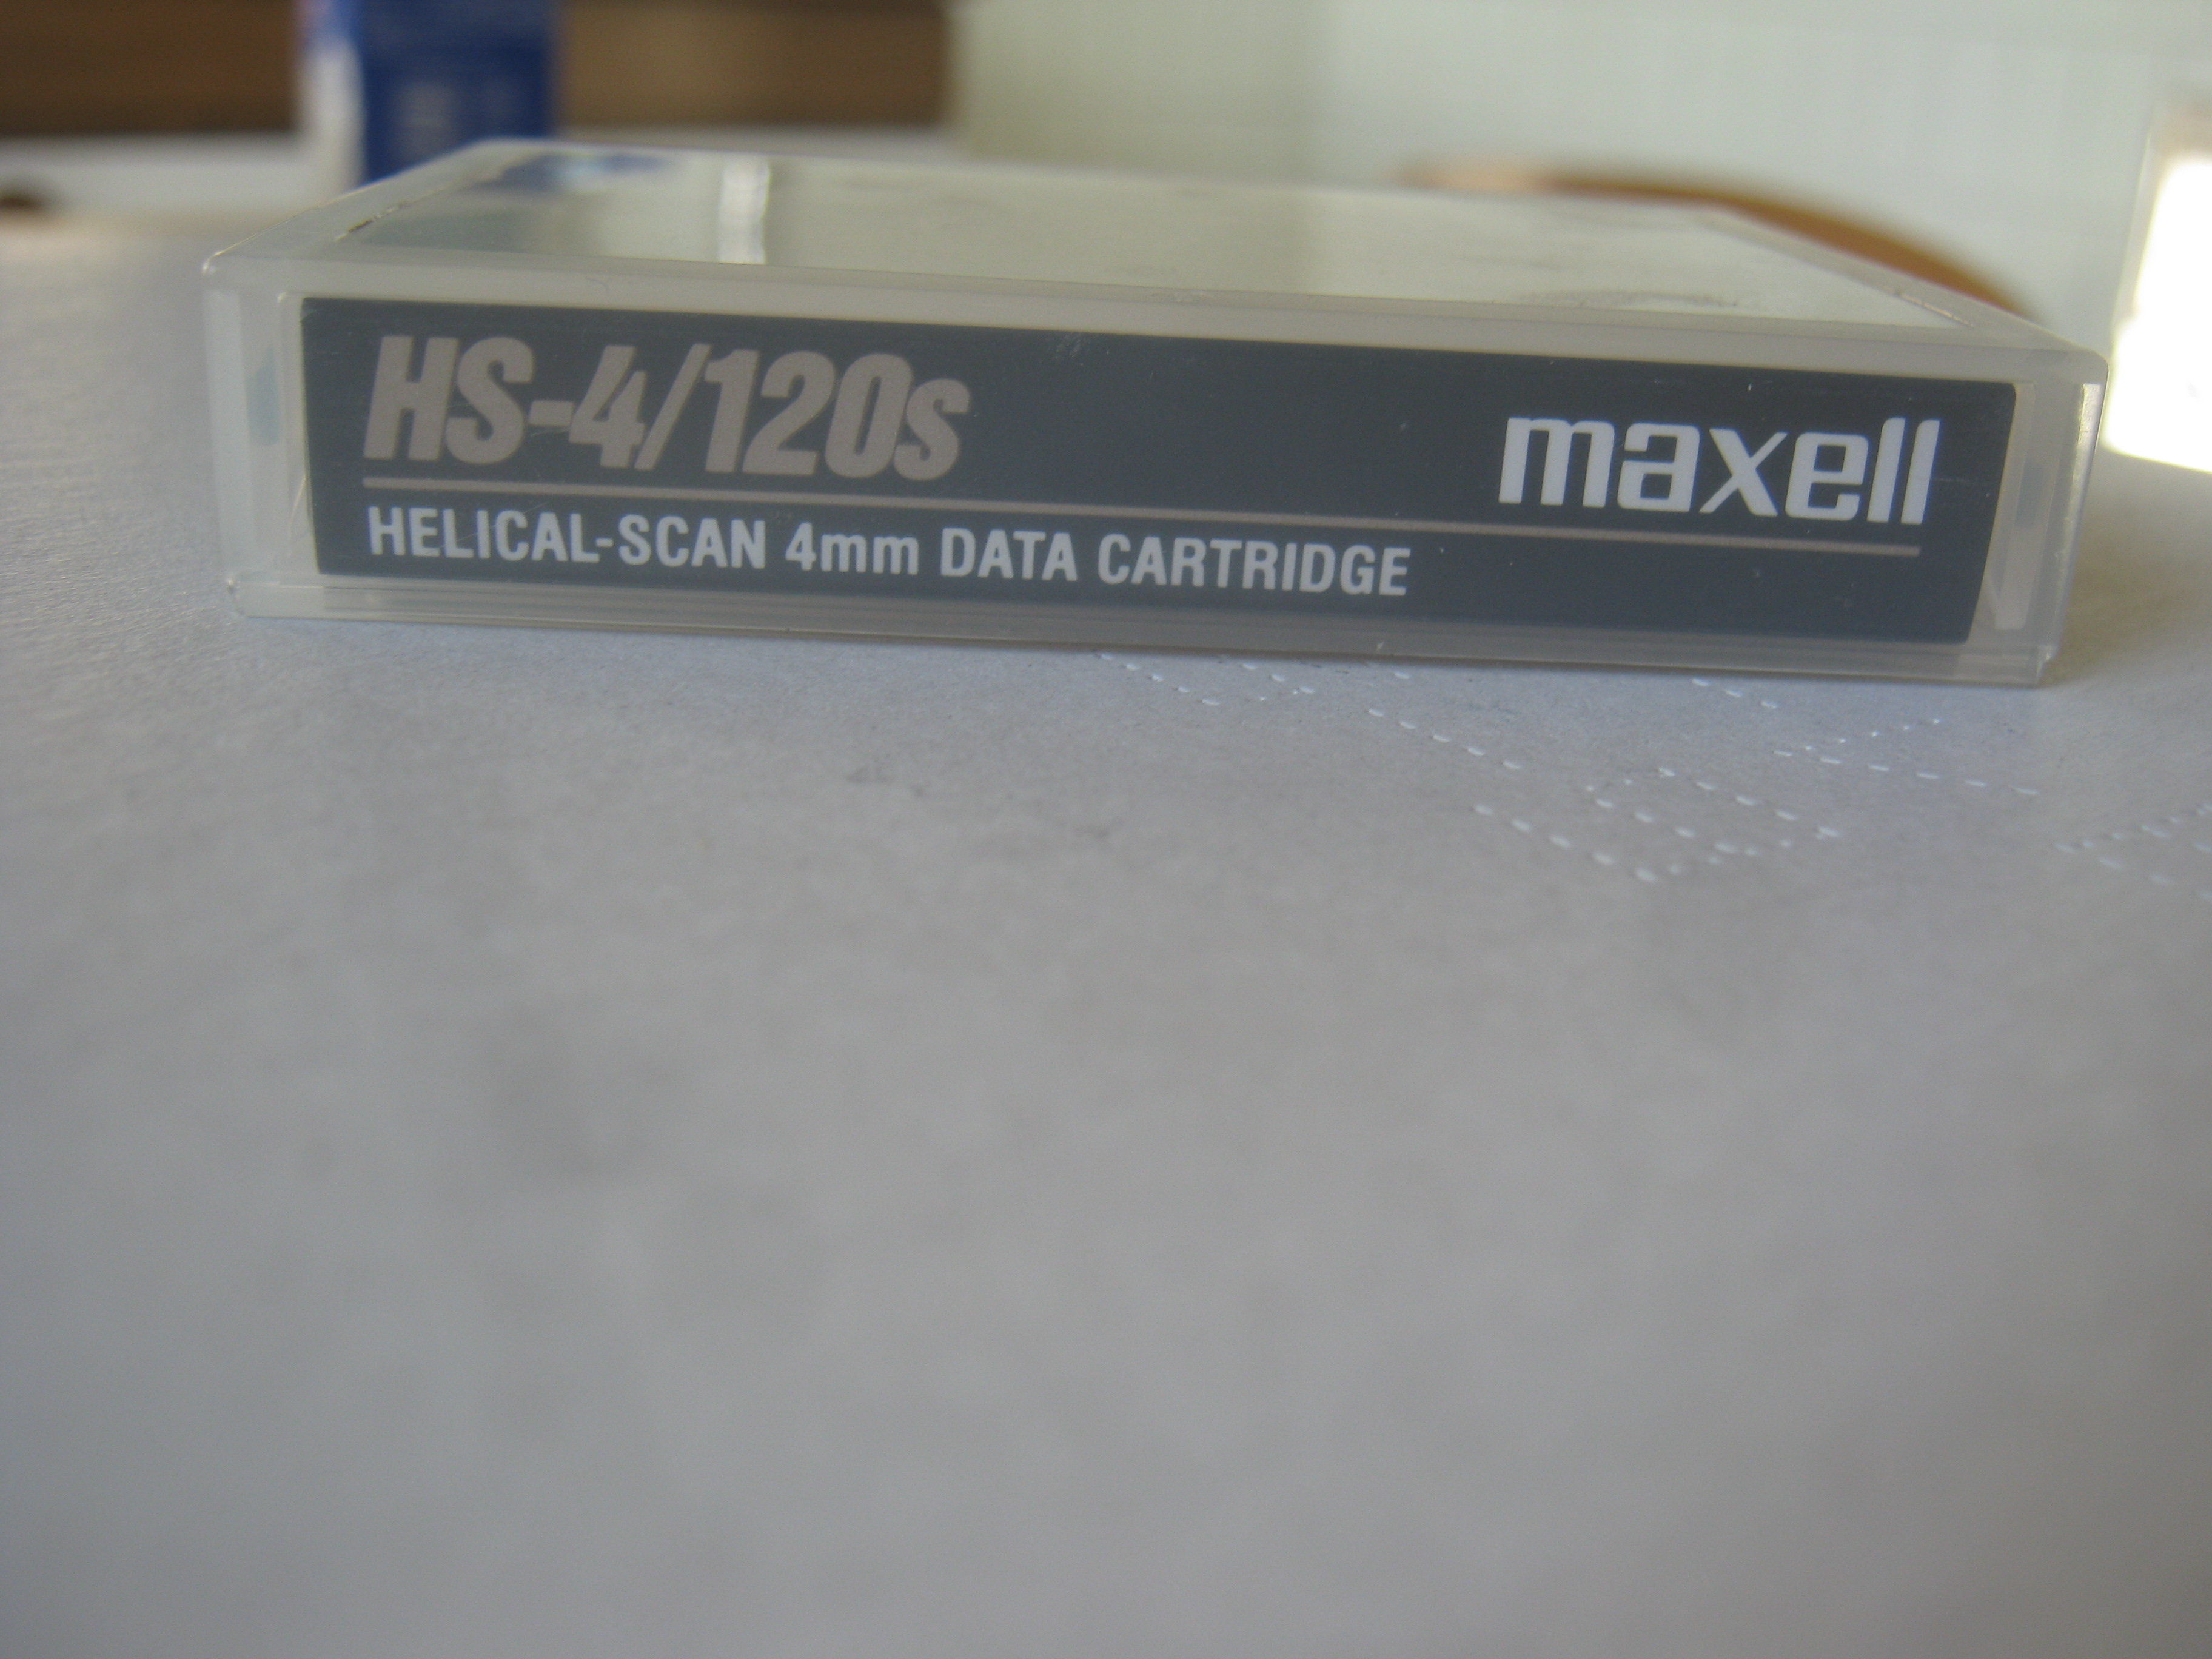 HS-4/120s
maxell
HELICAL-SCAN 4mm DATA CARTRIDGE